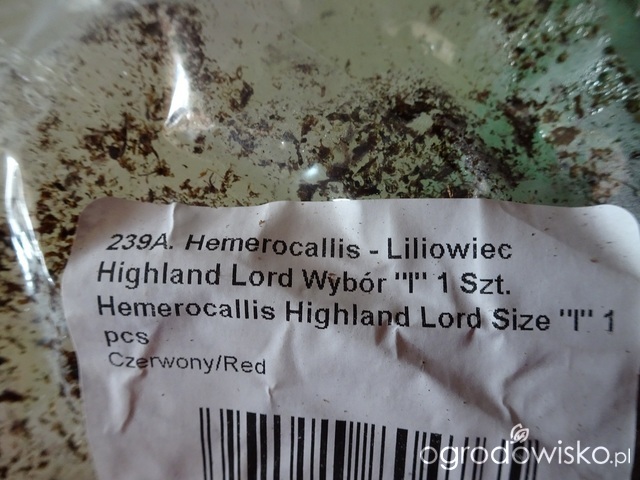 239A. Hemerocallis - Liliowiec
Highland Lord Wybór "I" 1 Szt.
Hemerocallis Highland Lord Size "I" 1
pcs
Czerwony/Red
ogrodowisko.pl